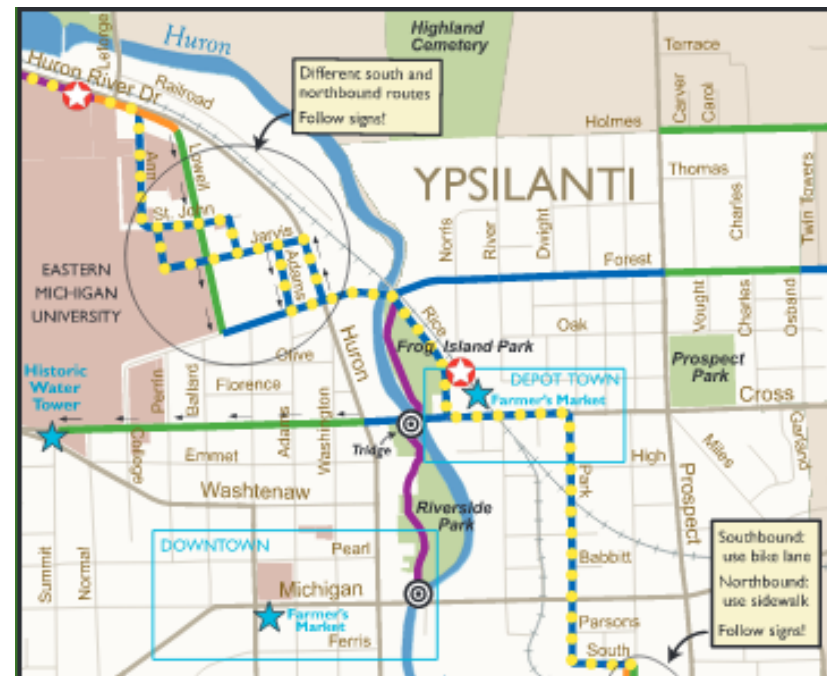 Huron
Highland
Cemetery
Leforge
Huron River Dr
Railroad
Different south and
northbound routes
Follow signs!
Terrace
Carver
Carol
Holmes
Ann
Lowell
YPSILANTI
Thomas
Charles
Twin Towers
St. John
Jarvis
Adams
Norris
River
Dwight
Forest
EASTERN
MICHIGAN
UNIVERSITY
Huron
Rice
Vought
Charles
Osband
Oak
Frog Island Park
Olive
Prospect
Park
Historic
Water
Tower
Perrin
Ballard
Florence
DEPOT TOWN
Farmer's
Market
Cross
Adams
Washington
College
Emmet
Tridge
High
Miles
Garland
Washtenaw
Park
Prospect
Riverside
Park
Summit
Normal
DOWNTOWN
Pearl
Babbitt
Southbound:
use bike lane
Northbound:
use sidewalk
Follow signs!
Michigan
Farmer's
Market
Ferris
Parsons
South